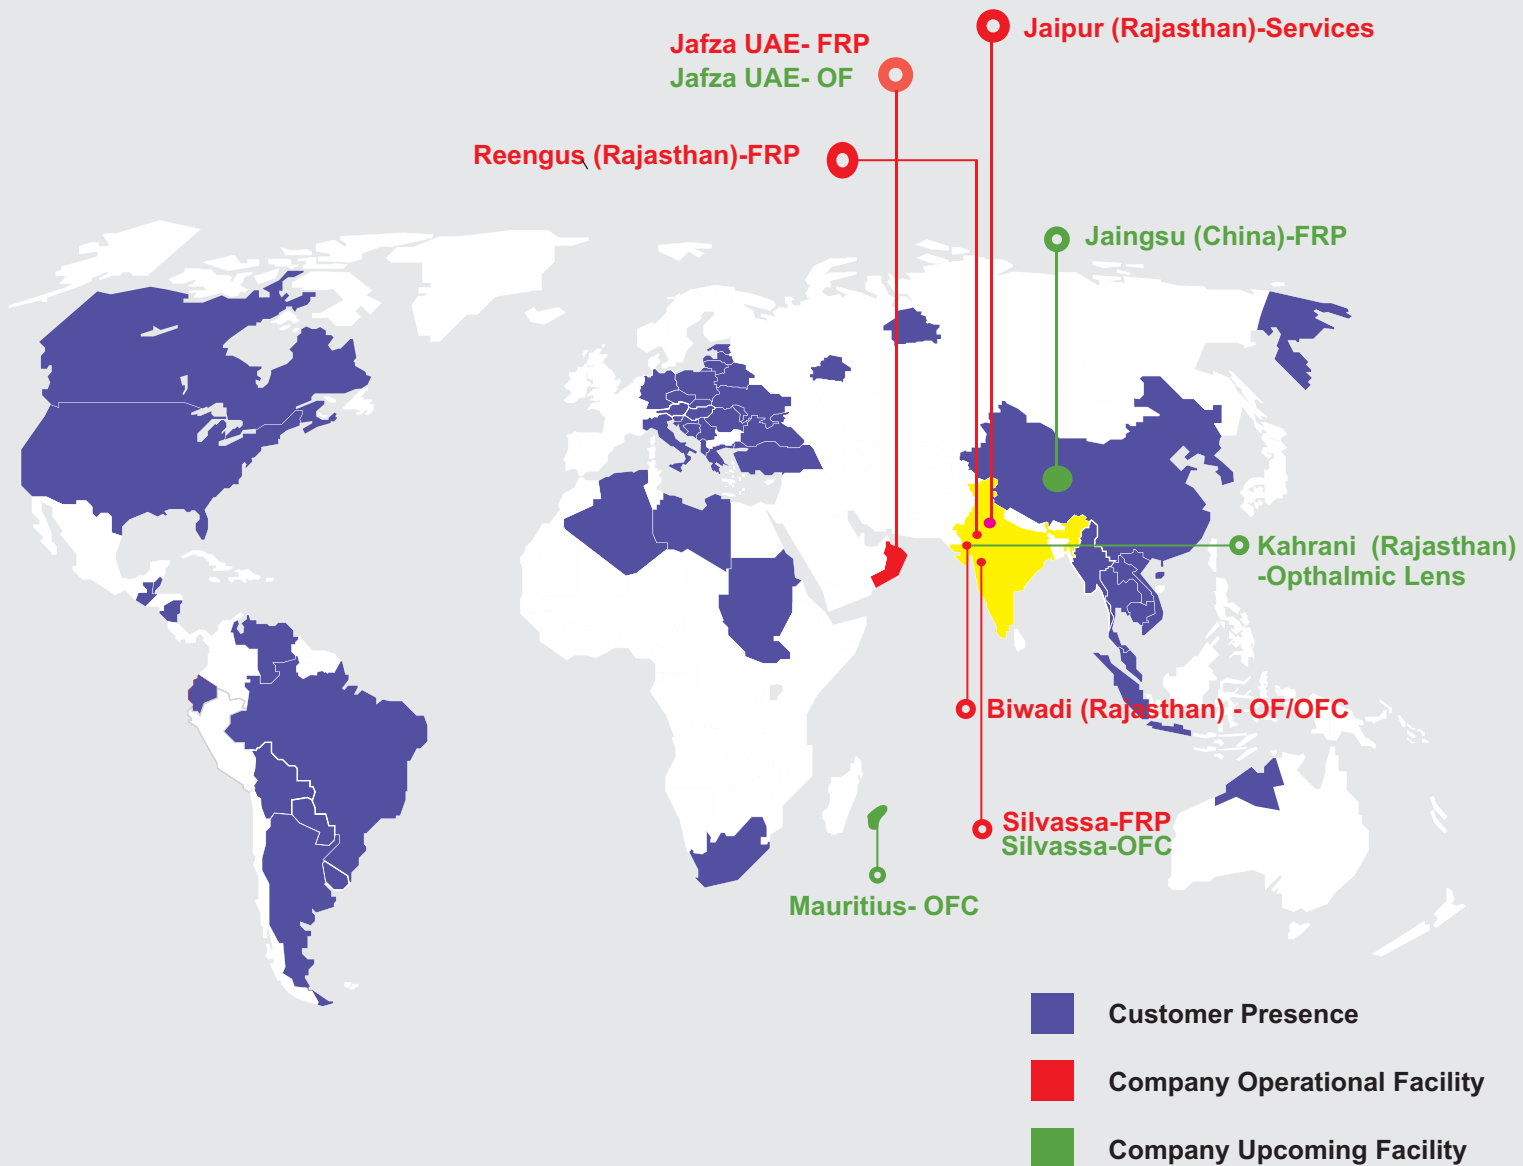 Jaipur (Rajasthan)-Services
Jafza UAE- FRP
Jafza UAE- OF
Reengus (Rajasthan)-FRP
Jaingsu (China)-FRP
Kahrani (Rajasthan)
-Opthalmic Lens
Biwadi (Rajasthan) - OF/OFC
Silvassa-FRP
Silvassa-OFC
Mauritius- OFC
Customer Presence
Company Operational Facility
Company Upcoming Facility